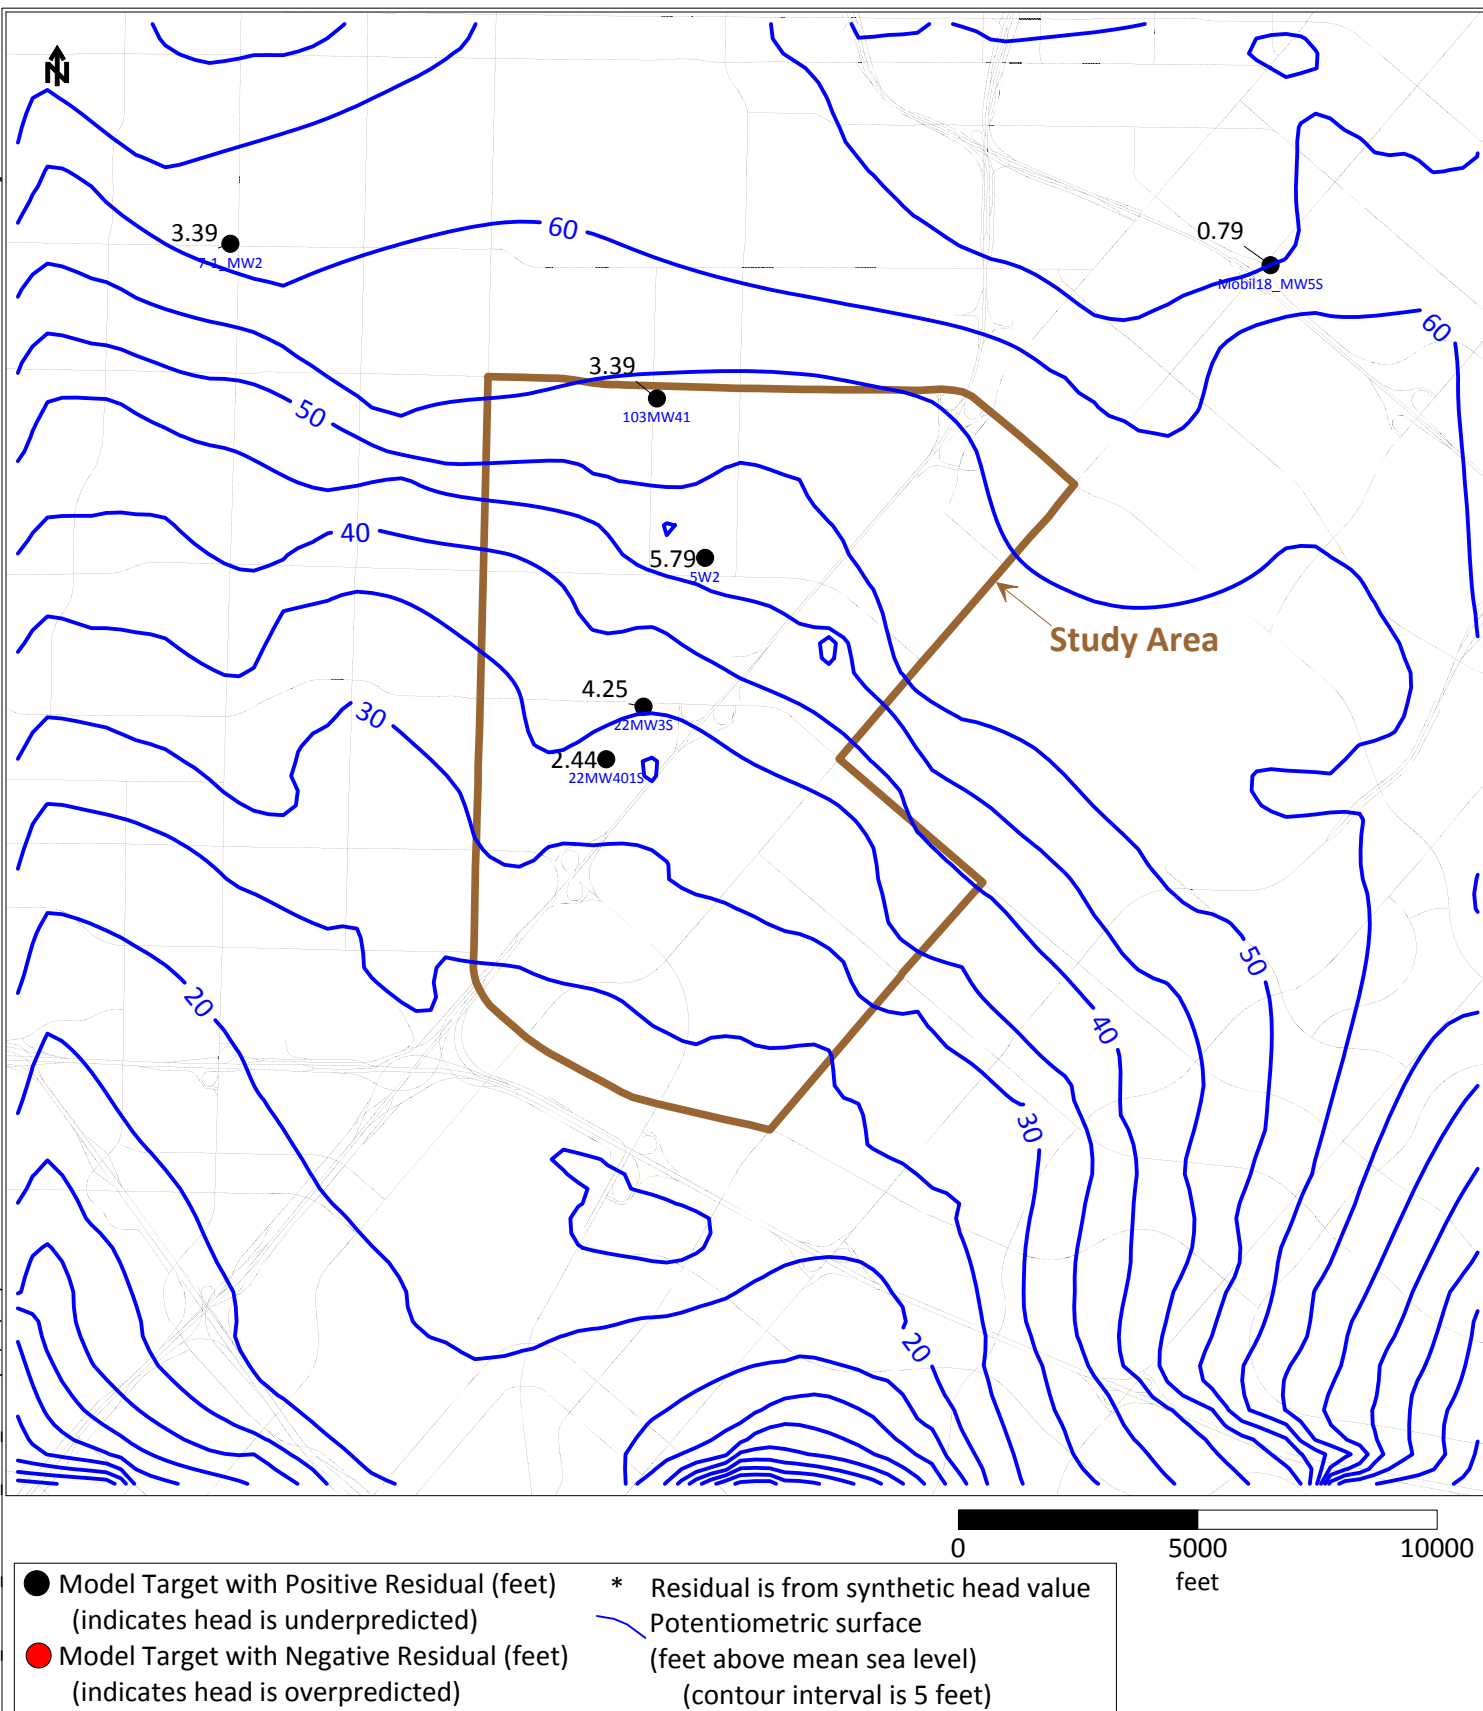 N
60
3.39
7-1_MW2
0.79
Mobil18_MW5S
60
3.39
103MW41
50
40
5.79
5W2
Study Area
4.25
22MW3S
30
2.44
22MW401S
50
20
40
30
20
0 5000 10000
feet
Model Target with Positive Residual (feet)
(indicates head is underpredicted)
Model Target with Negative Residual (feet)
(indicates head is overpredicted)
* Residual is from synthetic head value
Potentiometric surface
(feet above mean sea level)
(contour interval is 5 feet)